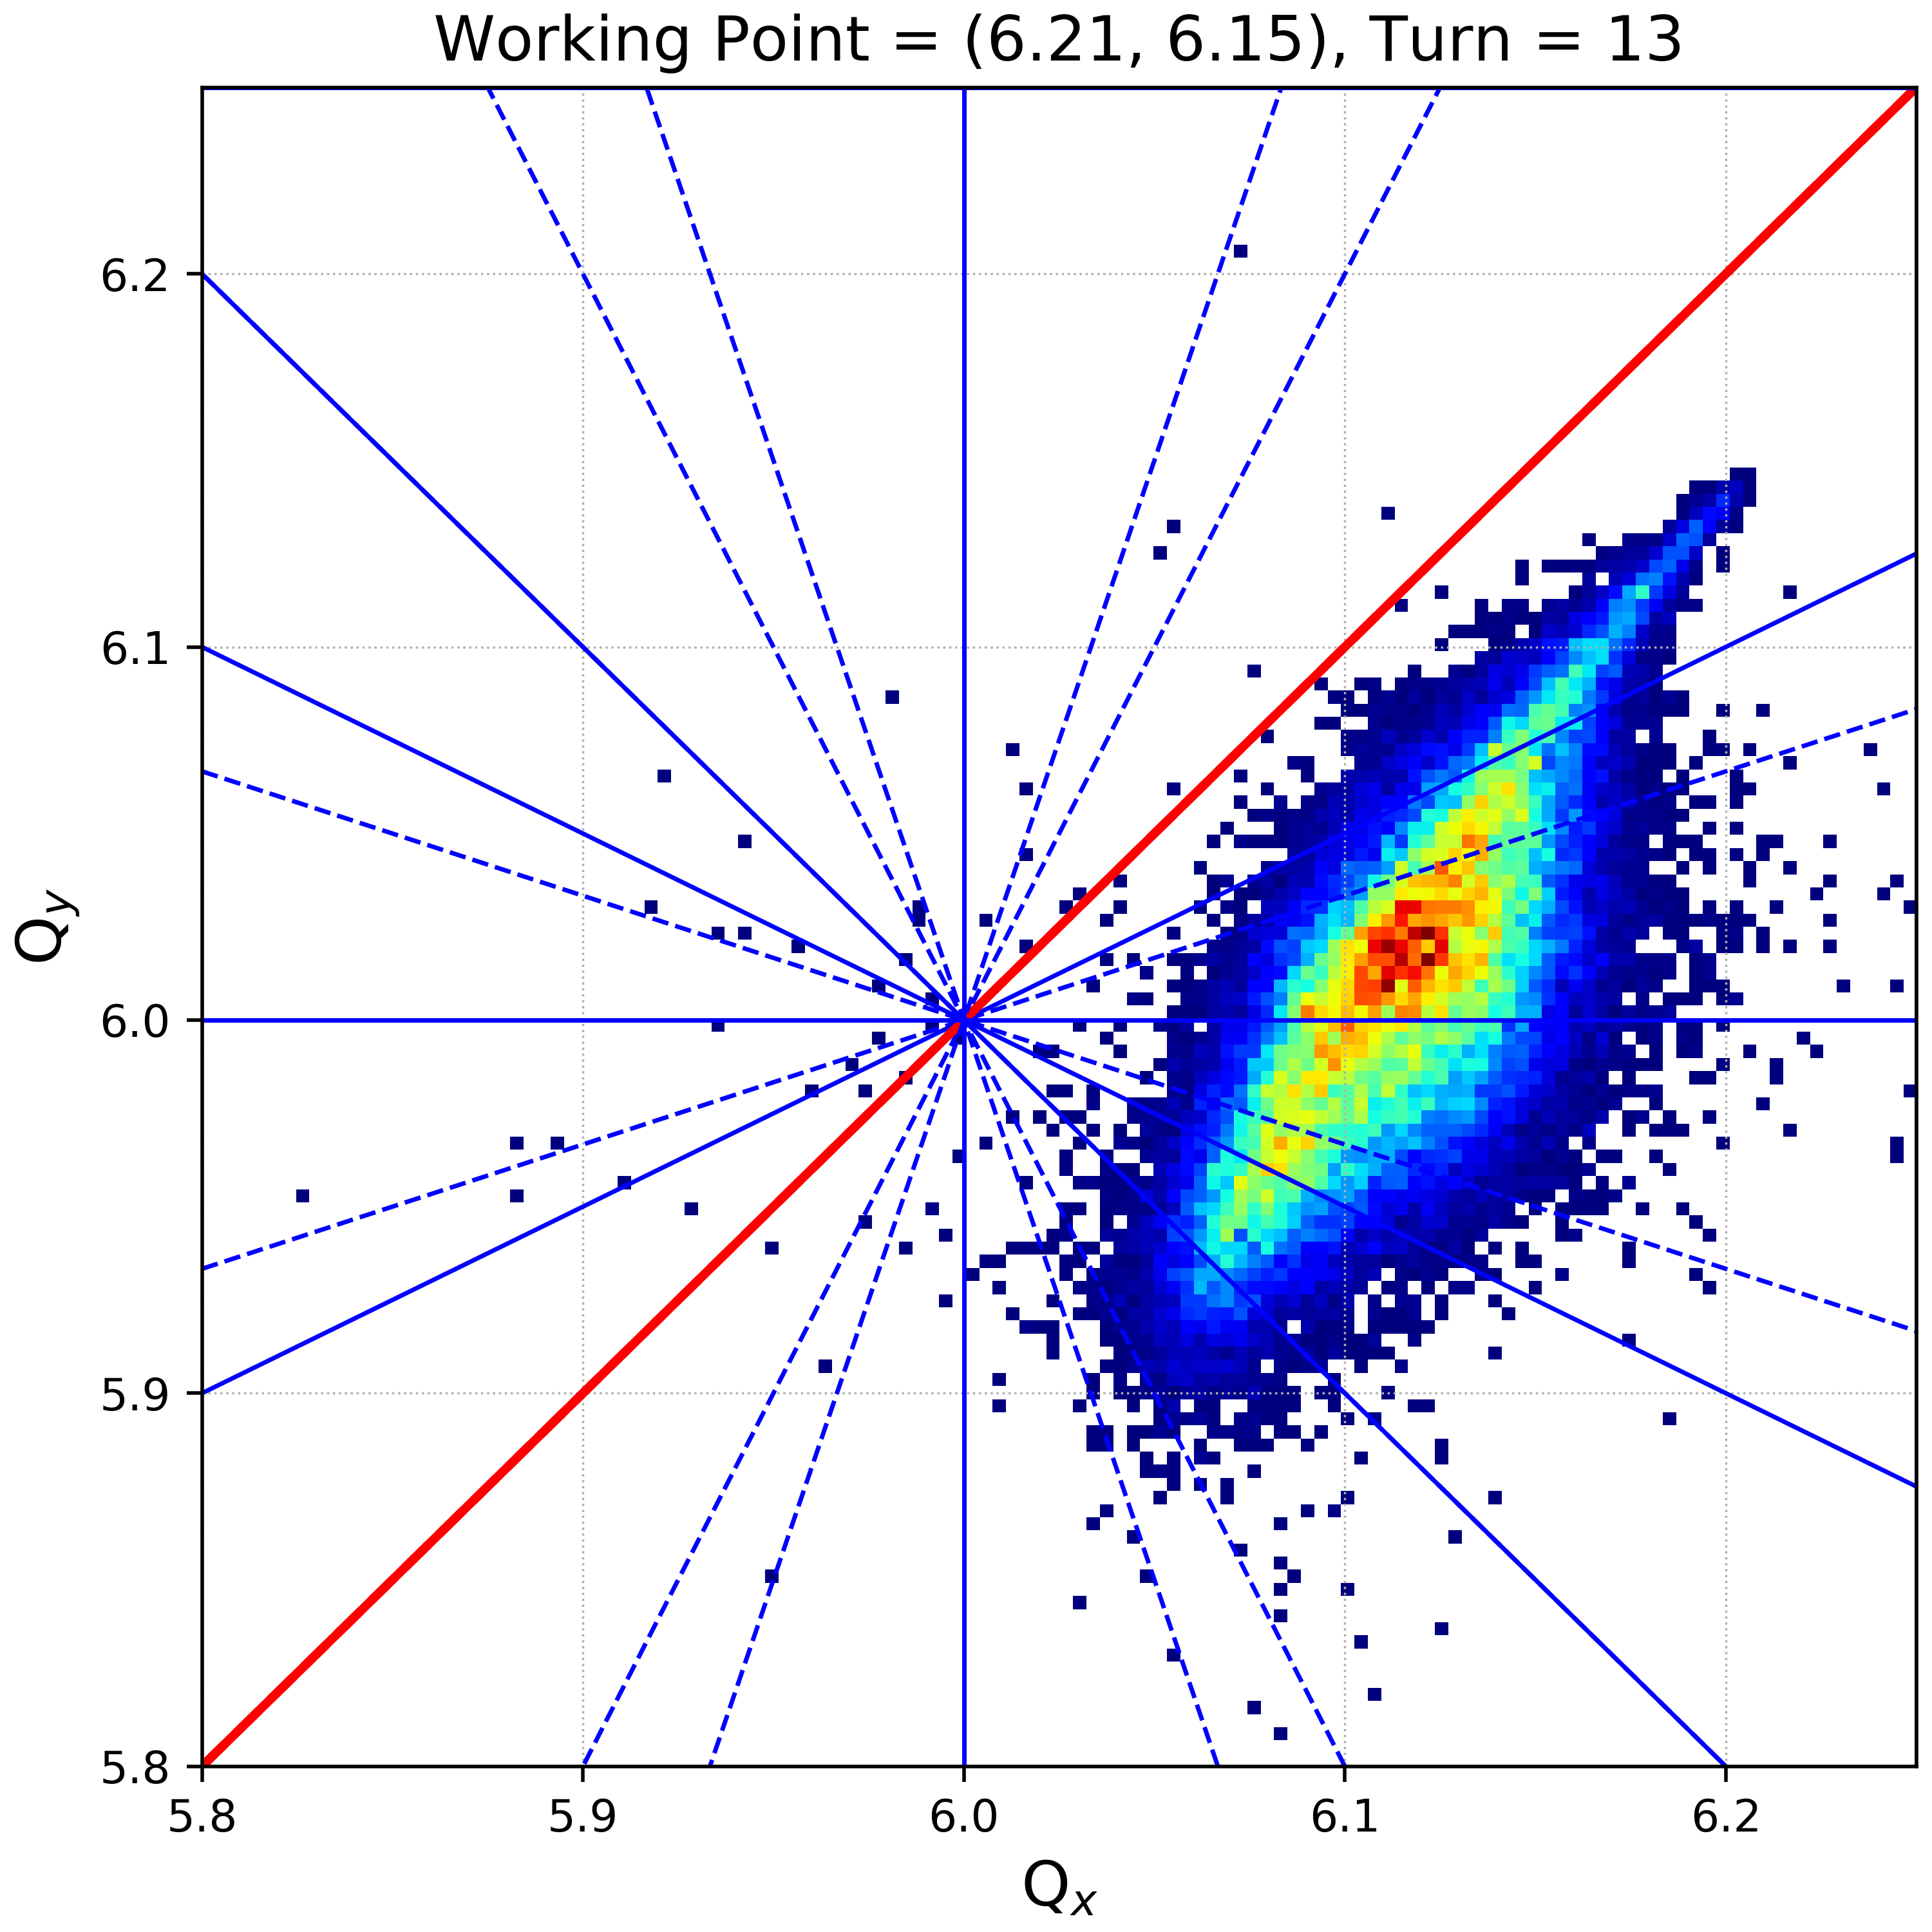 Working Point = (6.21, 6.15), Turn = 13
6.2
6.1
6.0
5.9
5.8
Qy
5.8 5.9 6.0 6.1 6.2
Qx